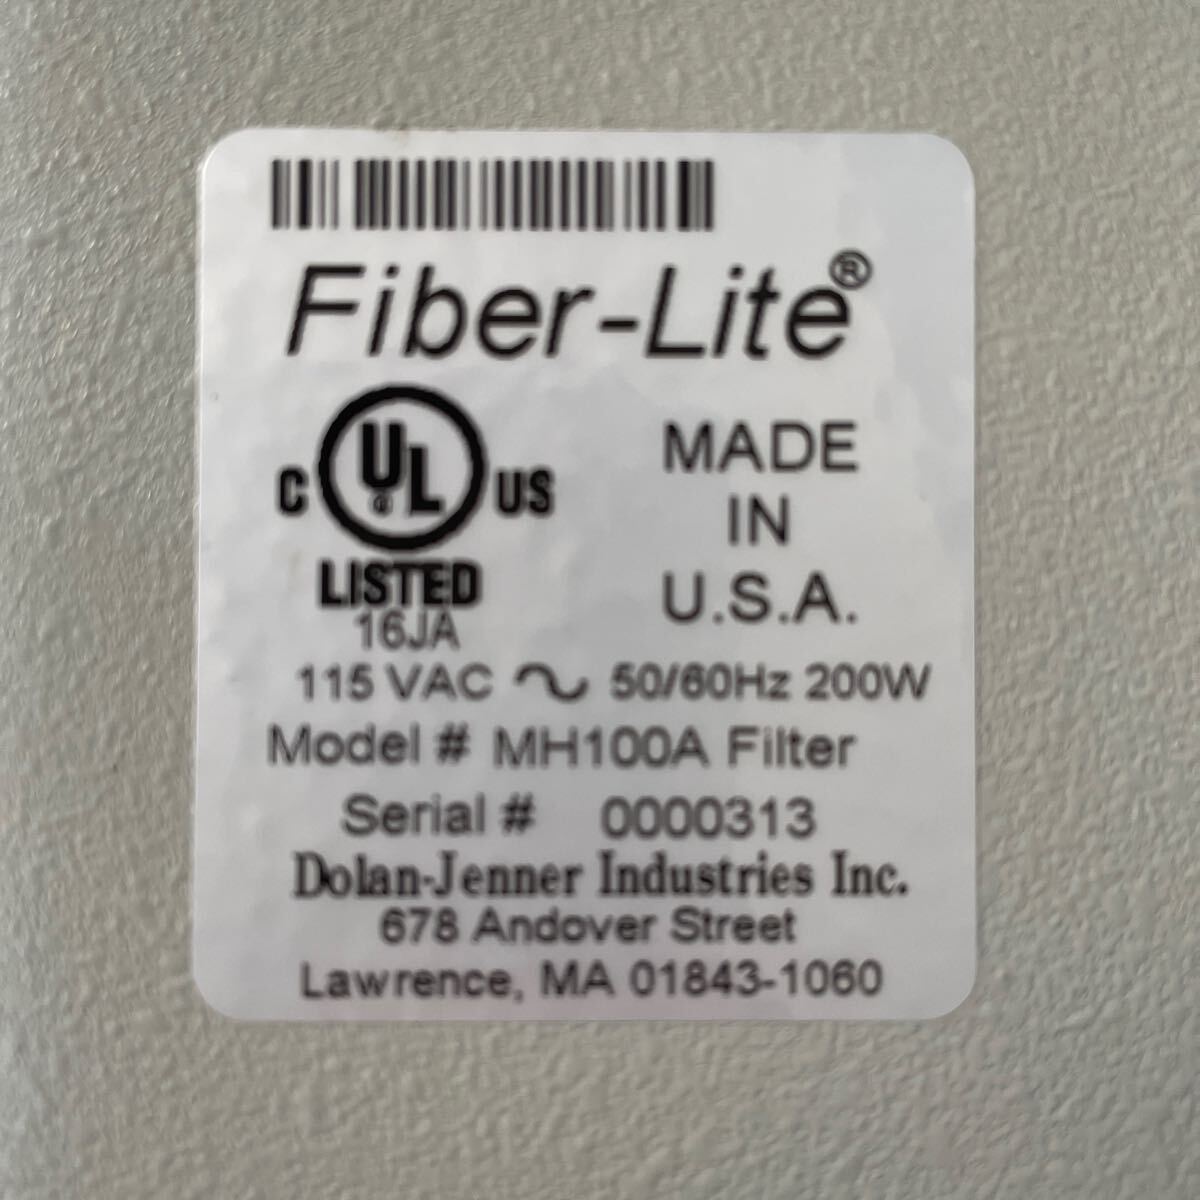 Fiber-Lite®
C UL® US
MADE
IN
U.S.A.
LISTED
16JA
115 VAC ∿ 50/60Hz 200W
Model # MH100A Filter
Serial # 0000313
Dolan-Jenner Industries Inc.
678 Andover Street
Lawrence, MA 01843-1060